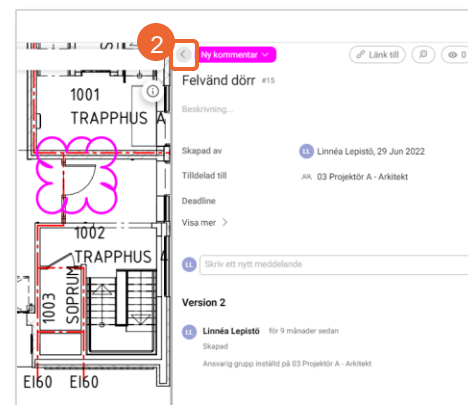 2
Ny kommentar
Länk till
0
Felvänd dörr #15
Beskrivning...
Skapad av
LL Linnéa Lepistö, 29 Jun 2022
Tilldelad till
03 Projektör A - Arkitekt
Deadline
Visa mer
LL Skriv ett nytt meddelande
Version 2
LL Linnéa Lepistö för 9 månader sedan
Skapad
Ansvarig grupp inställd på 03 Projektör A - Arkitekt
1001
TRAPPHUS A
1002
TRAPPHUS
1003
SOPRUM
EI60 EI60